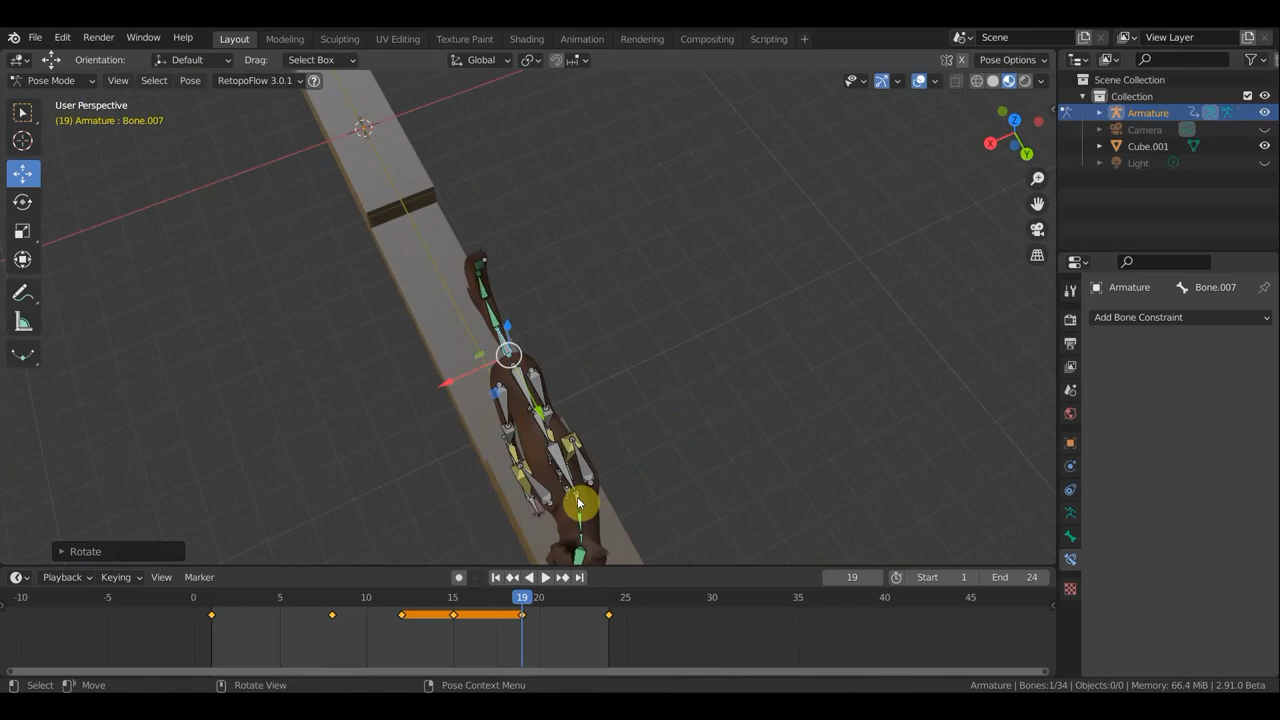 File Edit Render Window Help Layout Modeling Sculpting UV Editing Texture Paint Shading Animation Rendering Compositing Scripting + Scene View Layer
Orientation: Default Drag: Select Box Global X Pose Options
Pose Mode View Select Pose RetopoFlow 3.0.1 ?
User Perspective
(19) Armature : Bone.007
Z
X
Y
Scene Collection
Collection
Armature
Camera
Cube.001
Light
Armature Bone.007
Add Bone Constraint
Rotate
Playback Keying View Marker 19 Start 1 End 24
-10 -5 0 5 10 15 19 20 25 30 35 40 45
Select Move Rotate View Pose Context Menu Armature | Bones:1/34 | Objects:0/0 | Memory: 66.4 MiB | 2.91.0 Beta